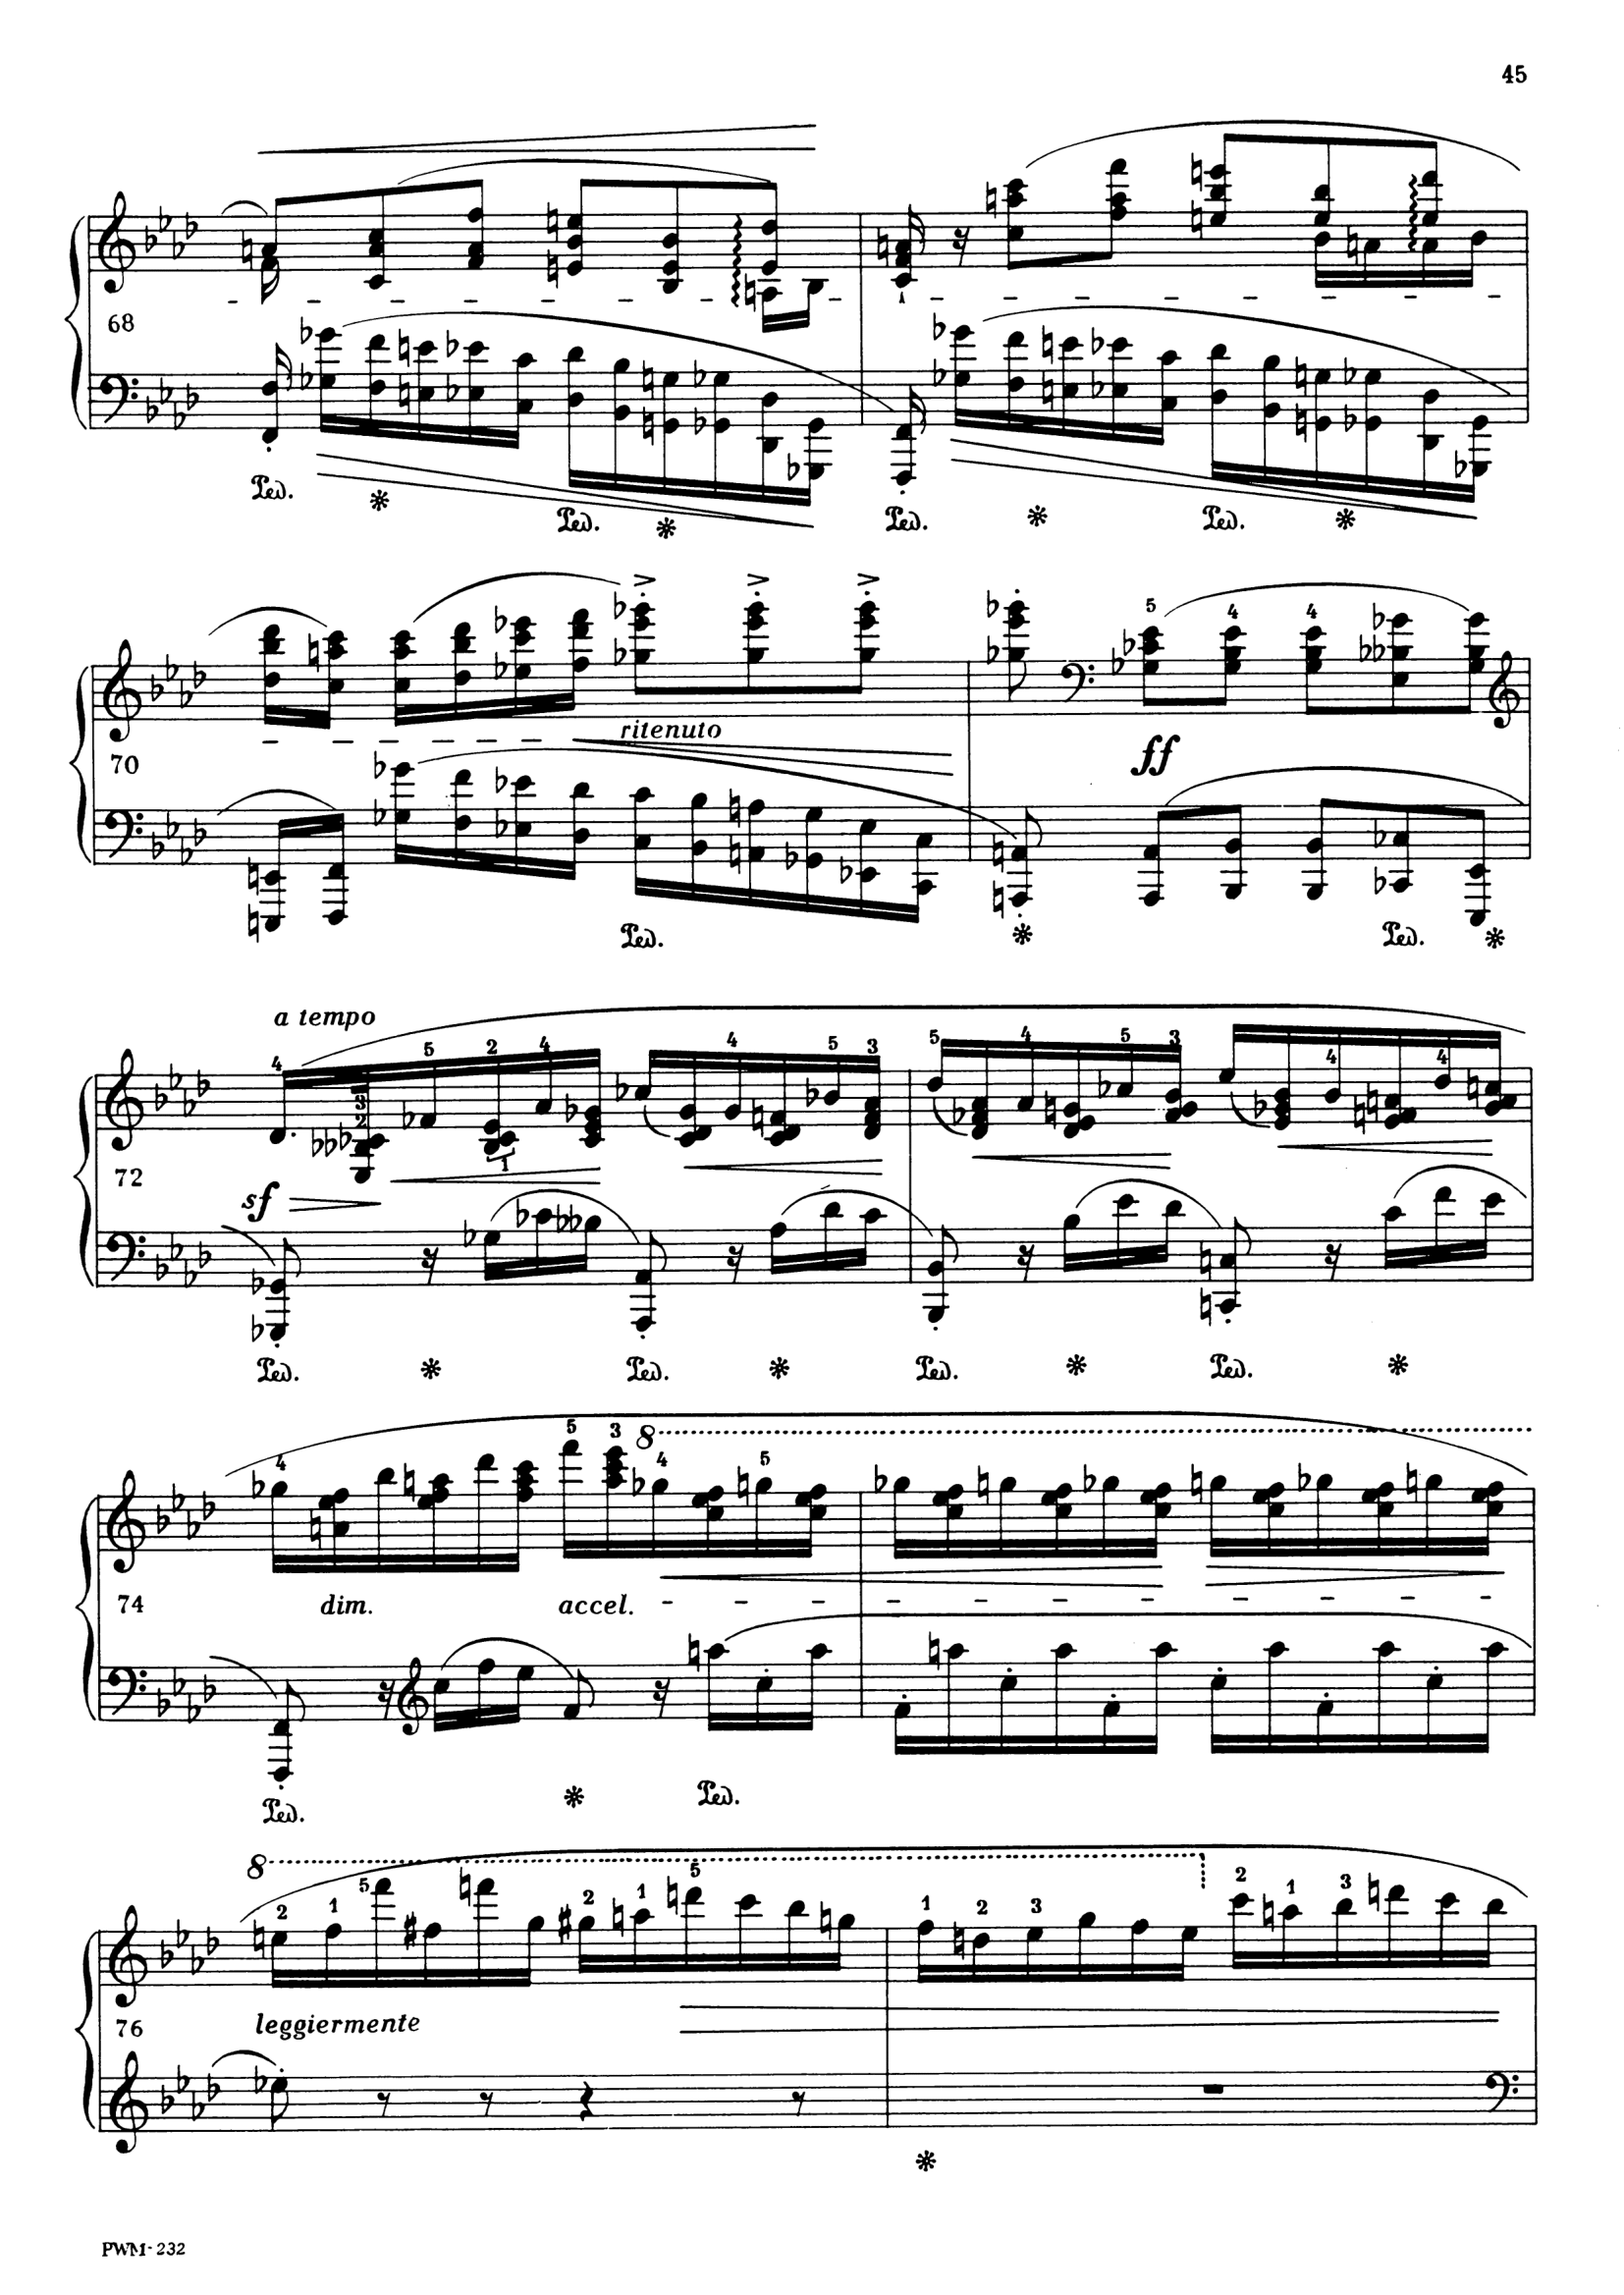 45
68
Ped. * Ped. * Ped. * Ped. *
5 4 4
ritenuto
70
ff
Ped. * Ped. *
a tempo
4 3 2 5 2 4 4 5 3 5 4 5 3 4 4
1
72
sf
Ped. * Ped. * Ped. * Ped. *
4 5 3 8 4 5
74 dim. accel.
Ped. * Ped.
8
2 1 5 2 1 5 1 2 3 2 1 3
76 leggiermente
*
PWM-232